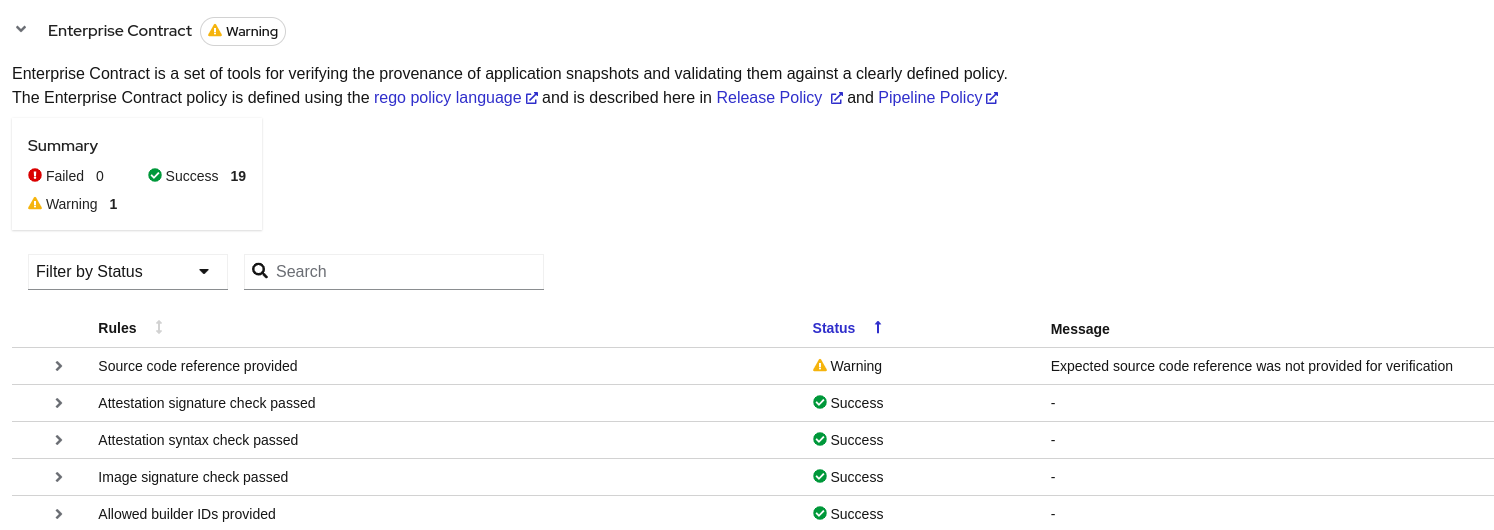 Enterprise Contract Warning
Enterprise Contract is a set of tools for verifying the provenance of application snapshots and validating them against a clearly defined policy.
The Enterprise Contract policy is defined using the rego policy language and is described here in Release Policy and Pipeline Policy
Summary
Failed 0 Success 19
Warning 1
Filter by Status Search
Rules Status Message
Source code reference provided Warning Expected source code reference was not provided for verification
Attestation signature check passed Success -
Attestation syntax check passed Success -
Image signature check passed Success -
Allowed builder IDs provided Success -